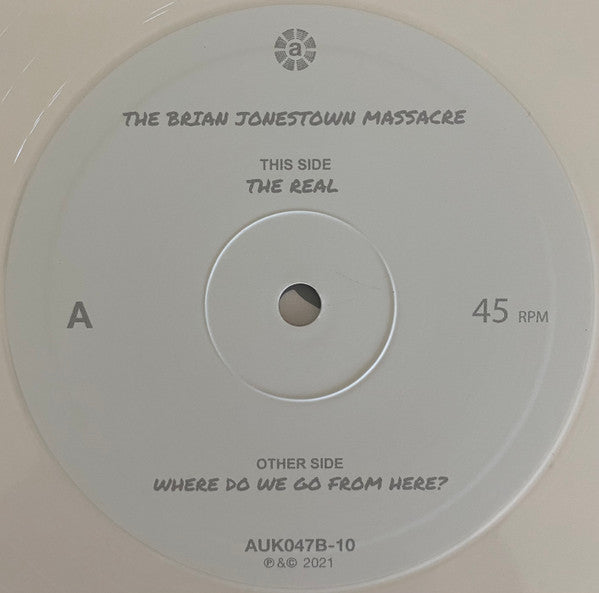 a
THE BRIAN JONESTOWN MASSACRE
THIS SIDE
THE REAL
A
45 RPM
OTHER SIDE
WHERE DO WE GO FROM HERE?
AUK047B-10
℗&© 2021